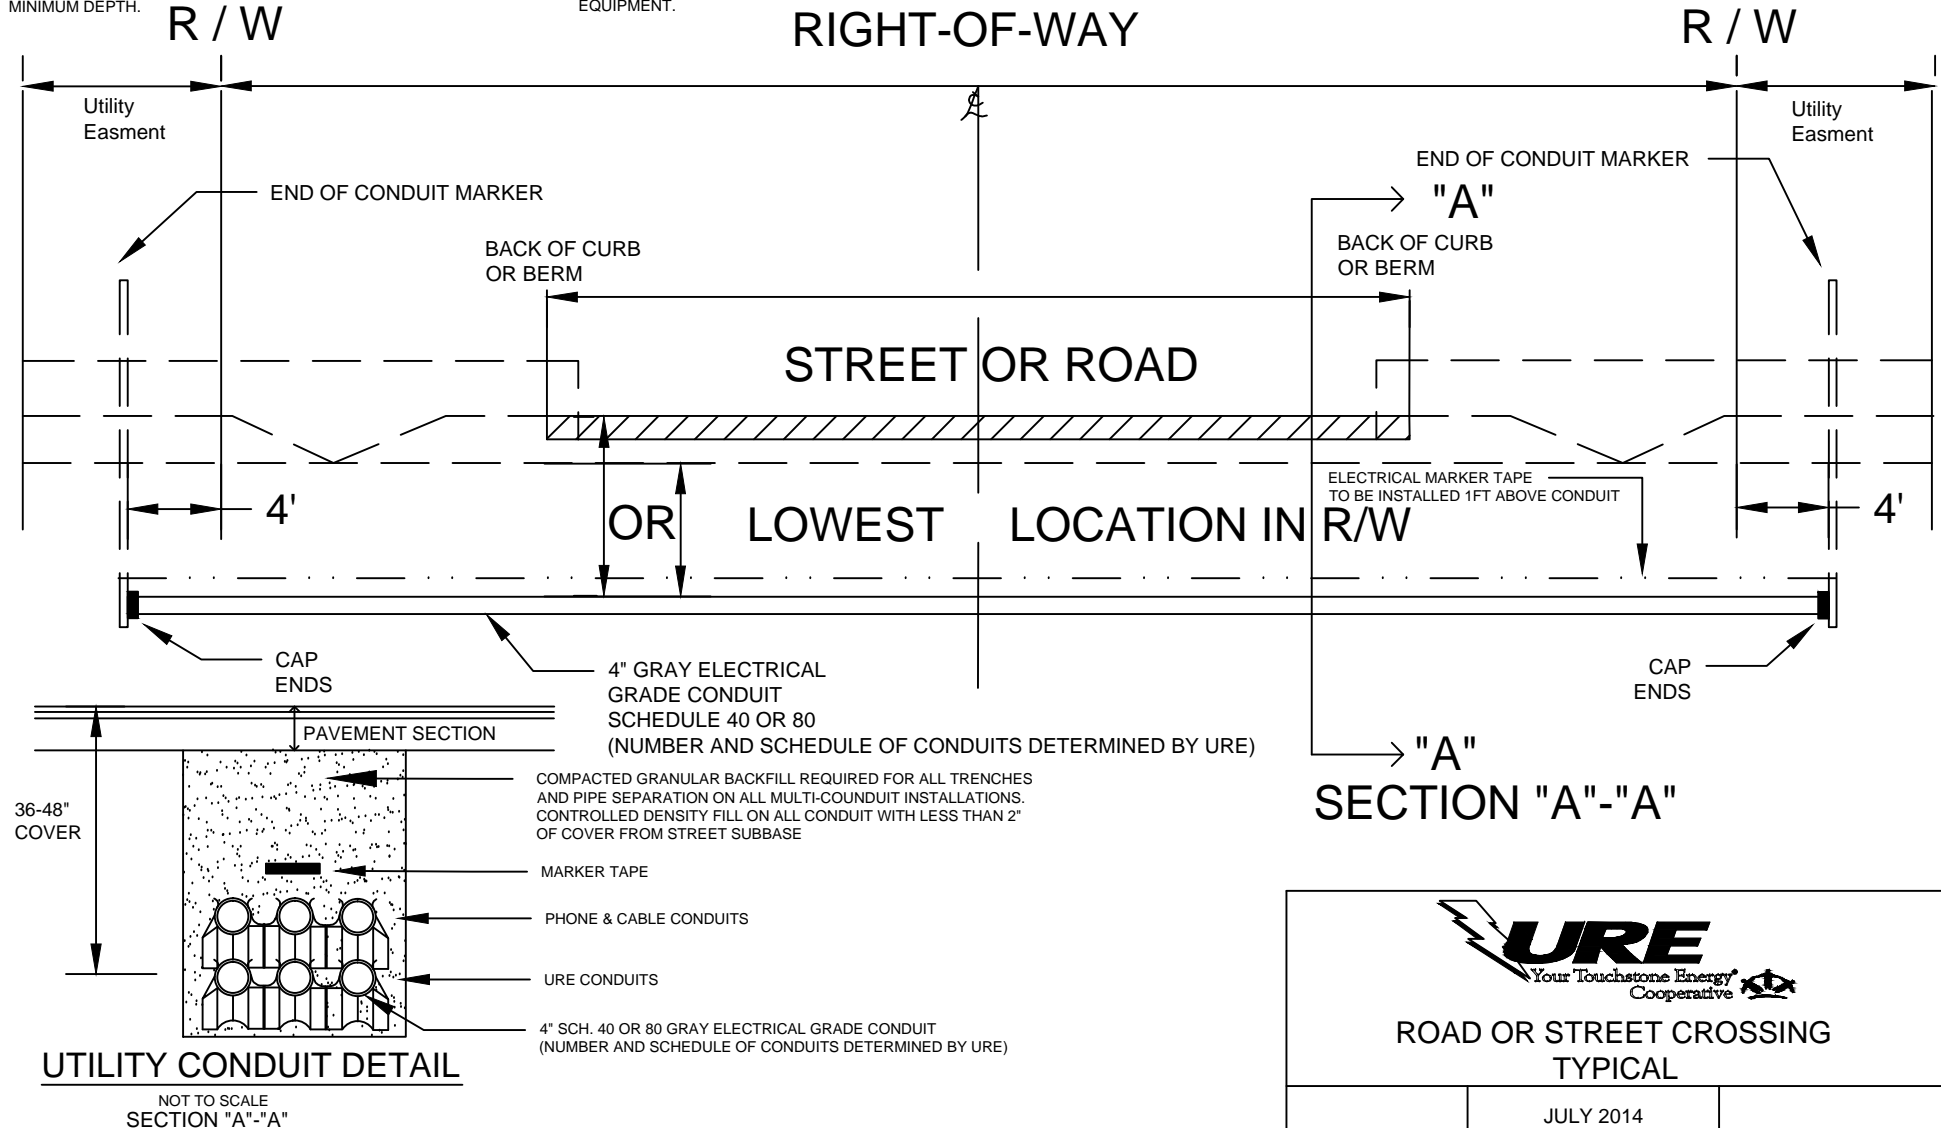 MINIMUM DEPTH.
EQUIPMENT.
R / W
RIGHT-OF-WAY
R / W
Utility
Easment
℄
Utility
Easment
END OF CONDUIT MARKER
END OF CONDUIT MARKER
"A"
BACK OF CURB
OR BERM
BACK OF CURB
OR BERM
STREET OR ROAD
ELECTRICAL MARKER TAPE
TO BE INSTALLED 1FT ABOVE CONDUIT
4'
OR LOWEST LOCATION IN R/W
4'
CAP
ENDS
4" GRAY ELECTRICAL
GRADE CONDUIT
SCHEDULE 40 OR 80
(NUMBER AND SCHEDULE OF CONDUITS DETERMINED BY URE)
CAP
ENDS
"A"
SECTION "A"-"A"
PAVEMENT SECTION
36-48"
COVER
COMPACTED GRANULAR BACKFILL REQUIRED FOR ALL TRENCHES
AND PIPE SEPARATION ON ALL MULTI-COUNDUIT INSTALLATIONS.
CONTROLLED DENSITY FILL ON ALL CONDUIT WITH LESS THAN 2"
OF COVER FROM STREET SUBBASE
MARKER TAPE
PHONE & CABLE CONDUITS
URE CONDUITS
4" SCH. 40 OR 80 GRAY ELECTRICAL GRADE CONDUIT
(NUMBER AND SCHEDULE OF CONDUITS DETERMINED BY URE)
UTILITY CONDUIT DETAIL
NOT TO SCALE
SECTION "A"-"A"
URE
Your Touchstone Energy®
Cooperative
ROAD OR STREET CROSSING
TYPICAL
JULY 2014